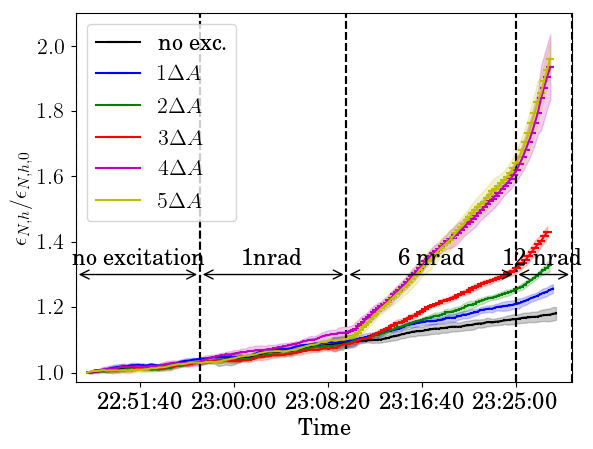 2.0
1.8
1.6
1.4
1.2
1.0
ϵN,h/ϵN,h,0
no exc.
1ΔA
2ΔA
3ΔA
4ΔA
5ΔA
no excitation
1nrad
6 nrad
12 nrad
22:51:40
23:00:00
23:08:20
23:16:40
23:25:00
Time